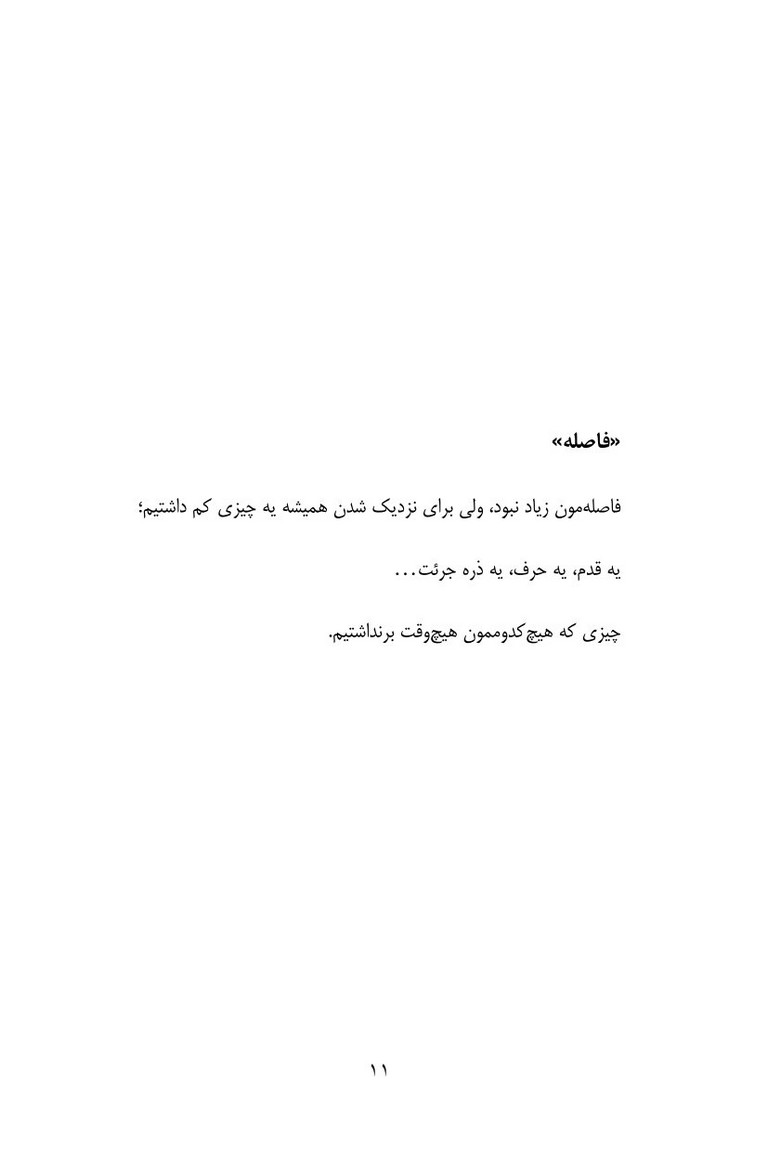 «فاصله»
فاصله‌مون زیاد نبود، ولی برای نزدیک شدن همیشه یه چیزی کم داشتیم؛
یه قدم، یه حرف، یه ذره جرئت...
چیزی که هیچ‌کدوممون هیچ‌وقت برنداشتیم.
۱۱